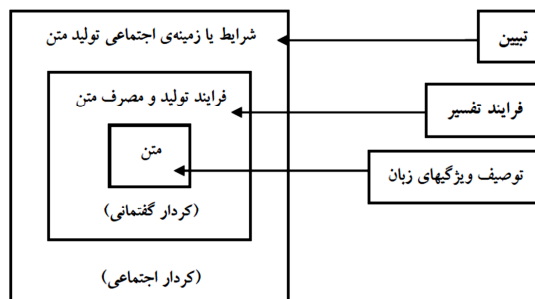 شرایط یا زمینه‌ی اجتماعی تولید متن
تبیین
فرایند تولید و مصرف متن
فرایند تفسیر
متن
توصیف ویژگیهای زبان
(کردار گفتمانی)
(کردار اجتماعی)